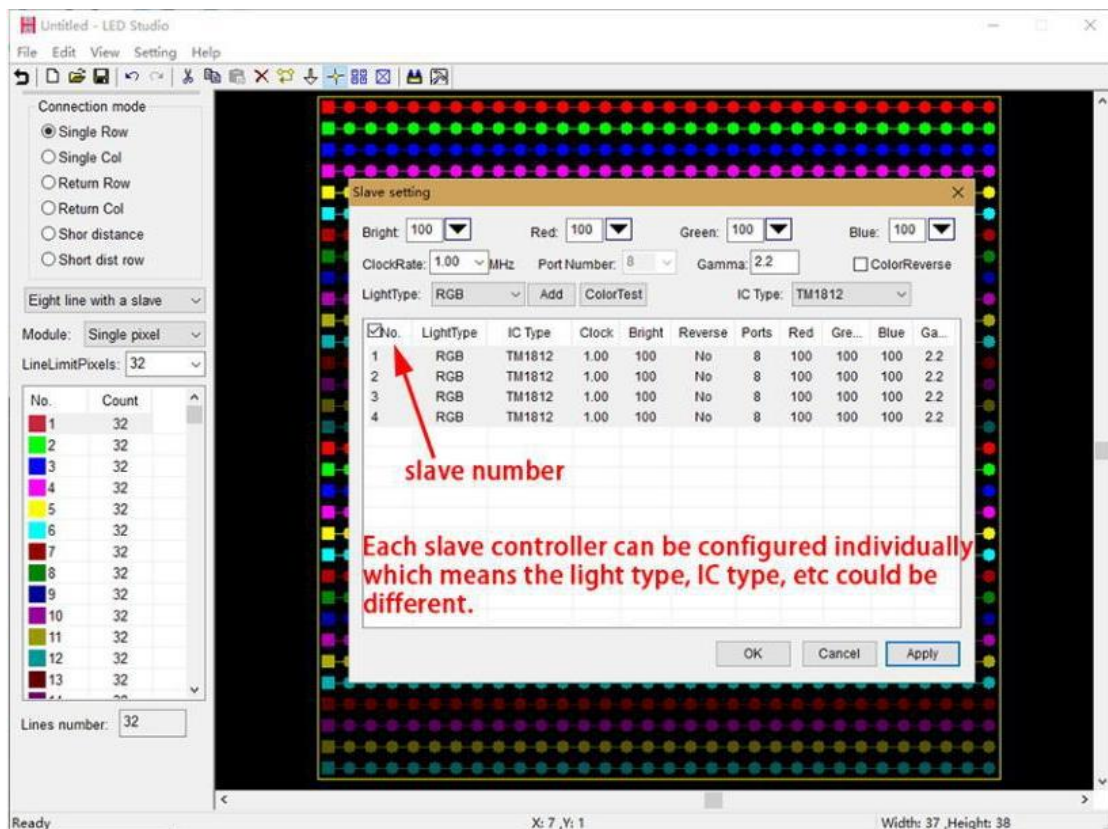 Untitled - LED Studio
File Edit View Setting Help
Connection mode
Single Row
Single Col
Return Row
Return Col
Shor distance
Short dist row
Eight line with a slave
Module: Single pixel
LineLimitPixels: 32
No. Count
1 32
2 32
3 32
4 32
5 32
6 32
7 32
8 32
9 32
10 32
11 32
12 32
13 32
Lines number: 32
Slave setting
Bright: 100 Red: 100 Green: 100 Blue: 100
ClockRate: 1.00 MHz Port Number: 8 Gamma: 2.2 ColorReverse
LightType: RGB Add ColorTest IC Type: TM1812
No. LightType IC Type Clock Bright Reverse Ports Red Gre... Blue Ga...
1 RGB TM1812 1.00 100 No 8 100 100 100 2.2
2 RGB TM1812 1.00 100 No 8 100 100 100 2.2
3 RGB TM1812 1.00 100 No 8 100 100 100 2.2
4 RGB TM1812 1.00 100 No 8 100 100 100 2.2
slave number
Each slave controller can be configured individually
which means the light type, IC type, etc could be
different.
OK Cancel Apply
Ready X: 7 ,Y: 1 Width: 37 ,Height: 38